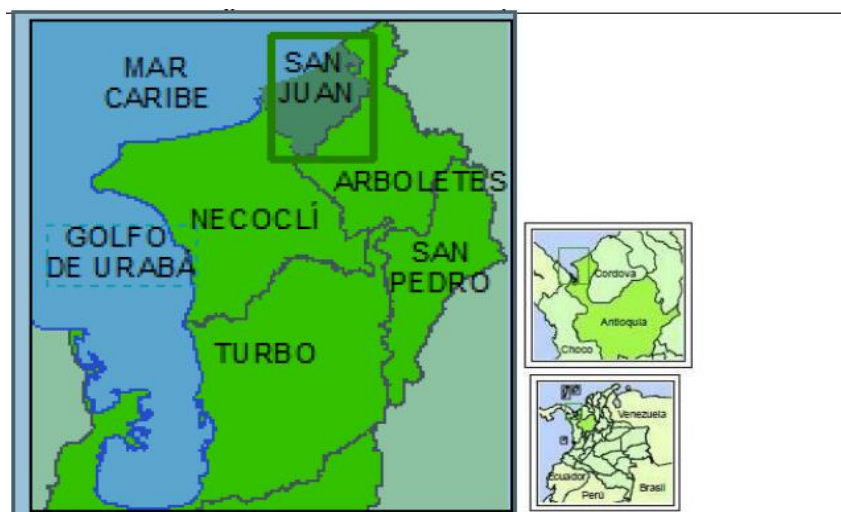 MAR
CARIBE
SAN
JUAN
ARBOLETES
NECOCLÍ
GOLFO
DE URABÁ
SAN
PEDRO
TURBO
Cordova
Antioquia
Choco
Venezuela
Ecuador
Perú
Brasil